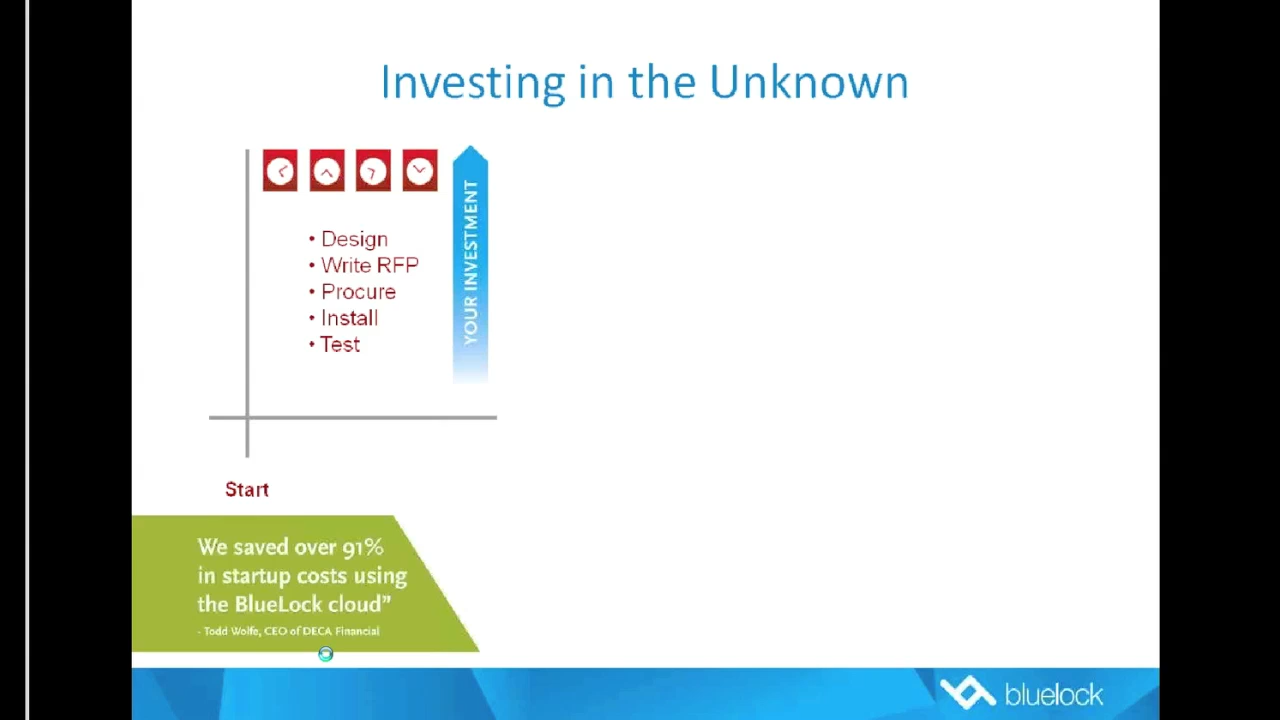 Investing in the Unknown
YOUR INVESTMENT
• Design
• Write RFP
• Procure
• Install
• Test
Start
We saved over 91%
in startup costs using
the BlueLock cloud”
- Todd Wolfe, CEO of DECA Financial
bluelock